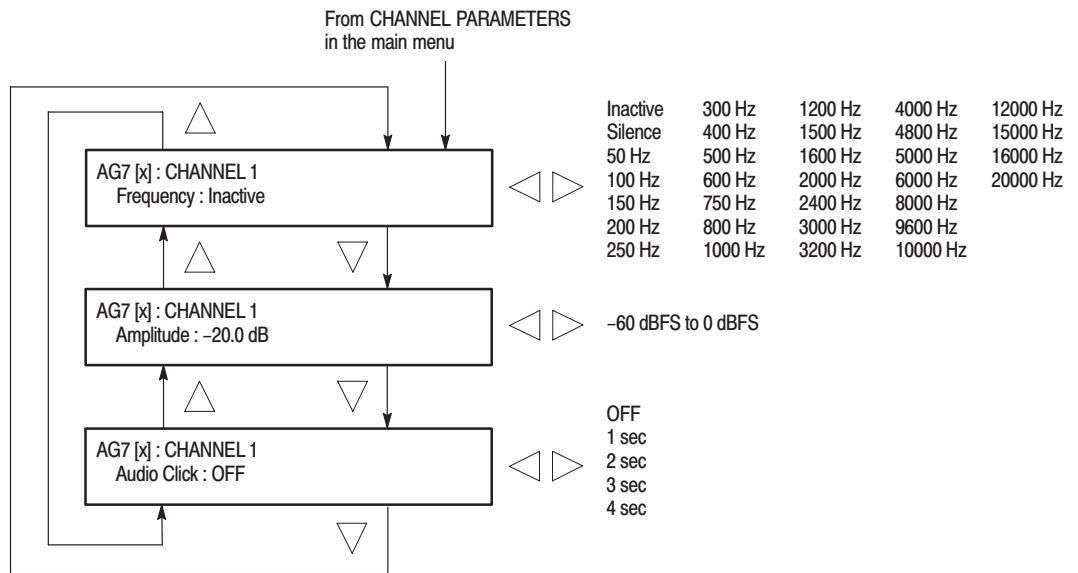 From CHANNEL PARAMETERS
in the main menu
AG7 [x] : CHANNEL 1
Frequency : Inactive
Inactive 300 Hz 1200 Hz 4000 Hz 12000 Hz
Silence 400 Hz 1500 Hz 4800 Hz 15000 Hz
50 Hz 500 Hz 1600 Hz 5000 Hz 16000 Hz
100 Hz 600 Hz 2000 Hz 6000 Hz 20000 Hz
150 Hz 750 Hz 2400 Hz 8000 Hz
200 Hz 800 Hz 3000 Hz 9600 Hz
250 Hz 1000 Hz 3200 Hz 10000 Hz
AG7 [x] : CHANNEL 1
Amplitude : –20.0 dB
–60 dBFS to 0 dBFS
AG7 [x] : CHANNEL 1
Audio Click : OFF
OFF
1 sec
2 sec
3 sec
4 sec